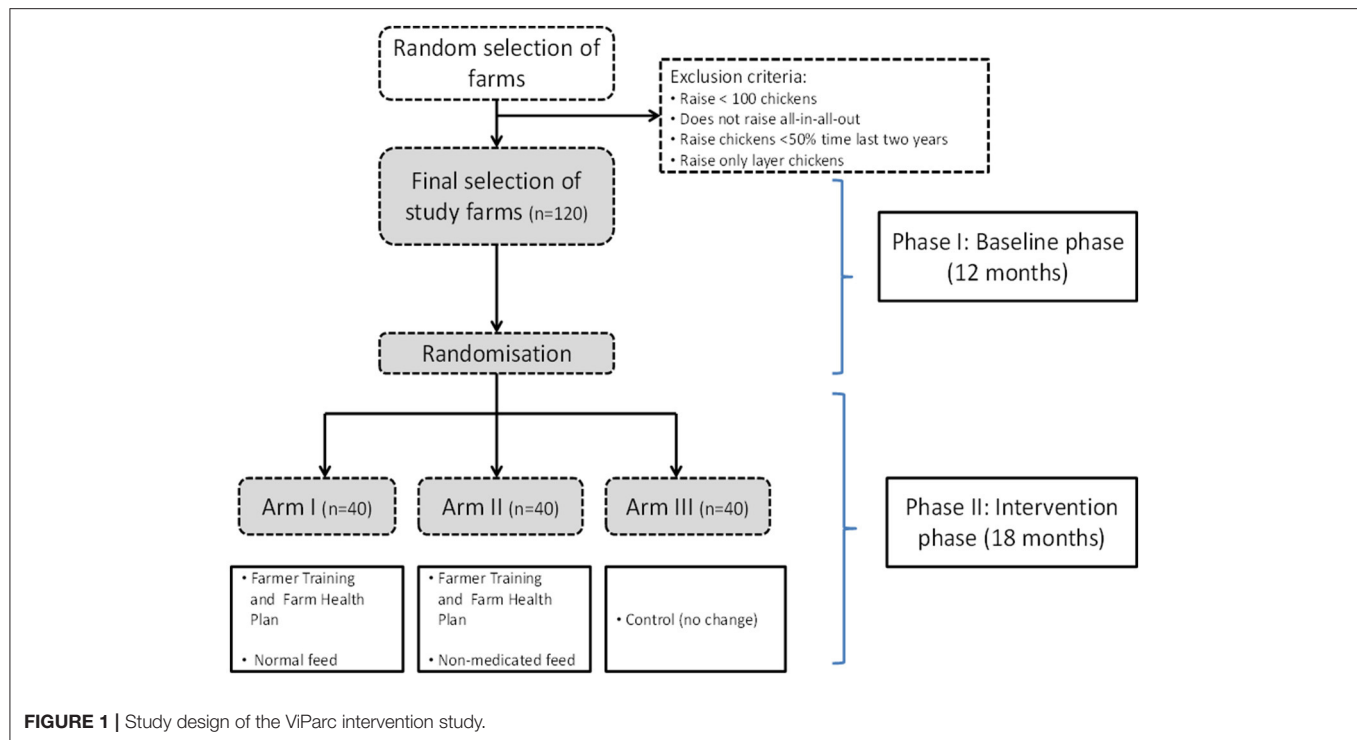 Random selection of
farms
Exclusion criteria:
• Raise < 100 chickens
• Does not raise all-in-all-out
• Raise chickens <50% time last two years
• Raise only layer chickens
Final selection of
study farms (n=120)
Phase I: Baseline phase
(12 months)
Randomisation
Arm I (n=40)
Arm II (n=40)
Arm III (n=40)
Phase II: Intervention
phase (18 months)
• Farmer Training
and Farm Health
Plan
• Normal feed
• Farmer Training
and Farm Health
Plan
• Non-medicated feed
• Control (no change)
FIGURE 1 | Study design of the ViParc intervention study.